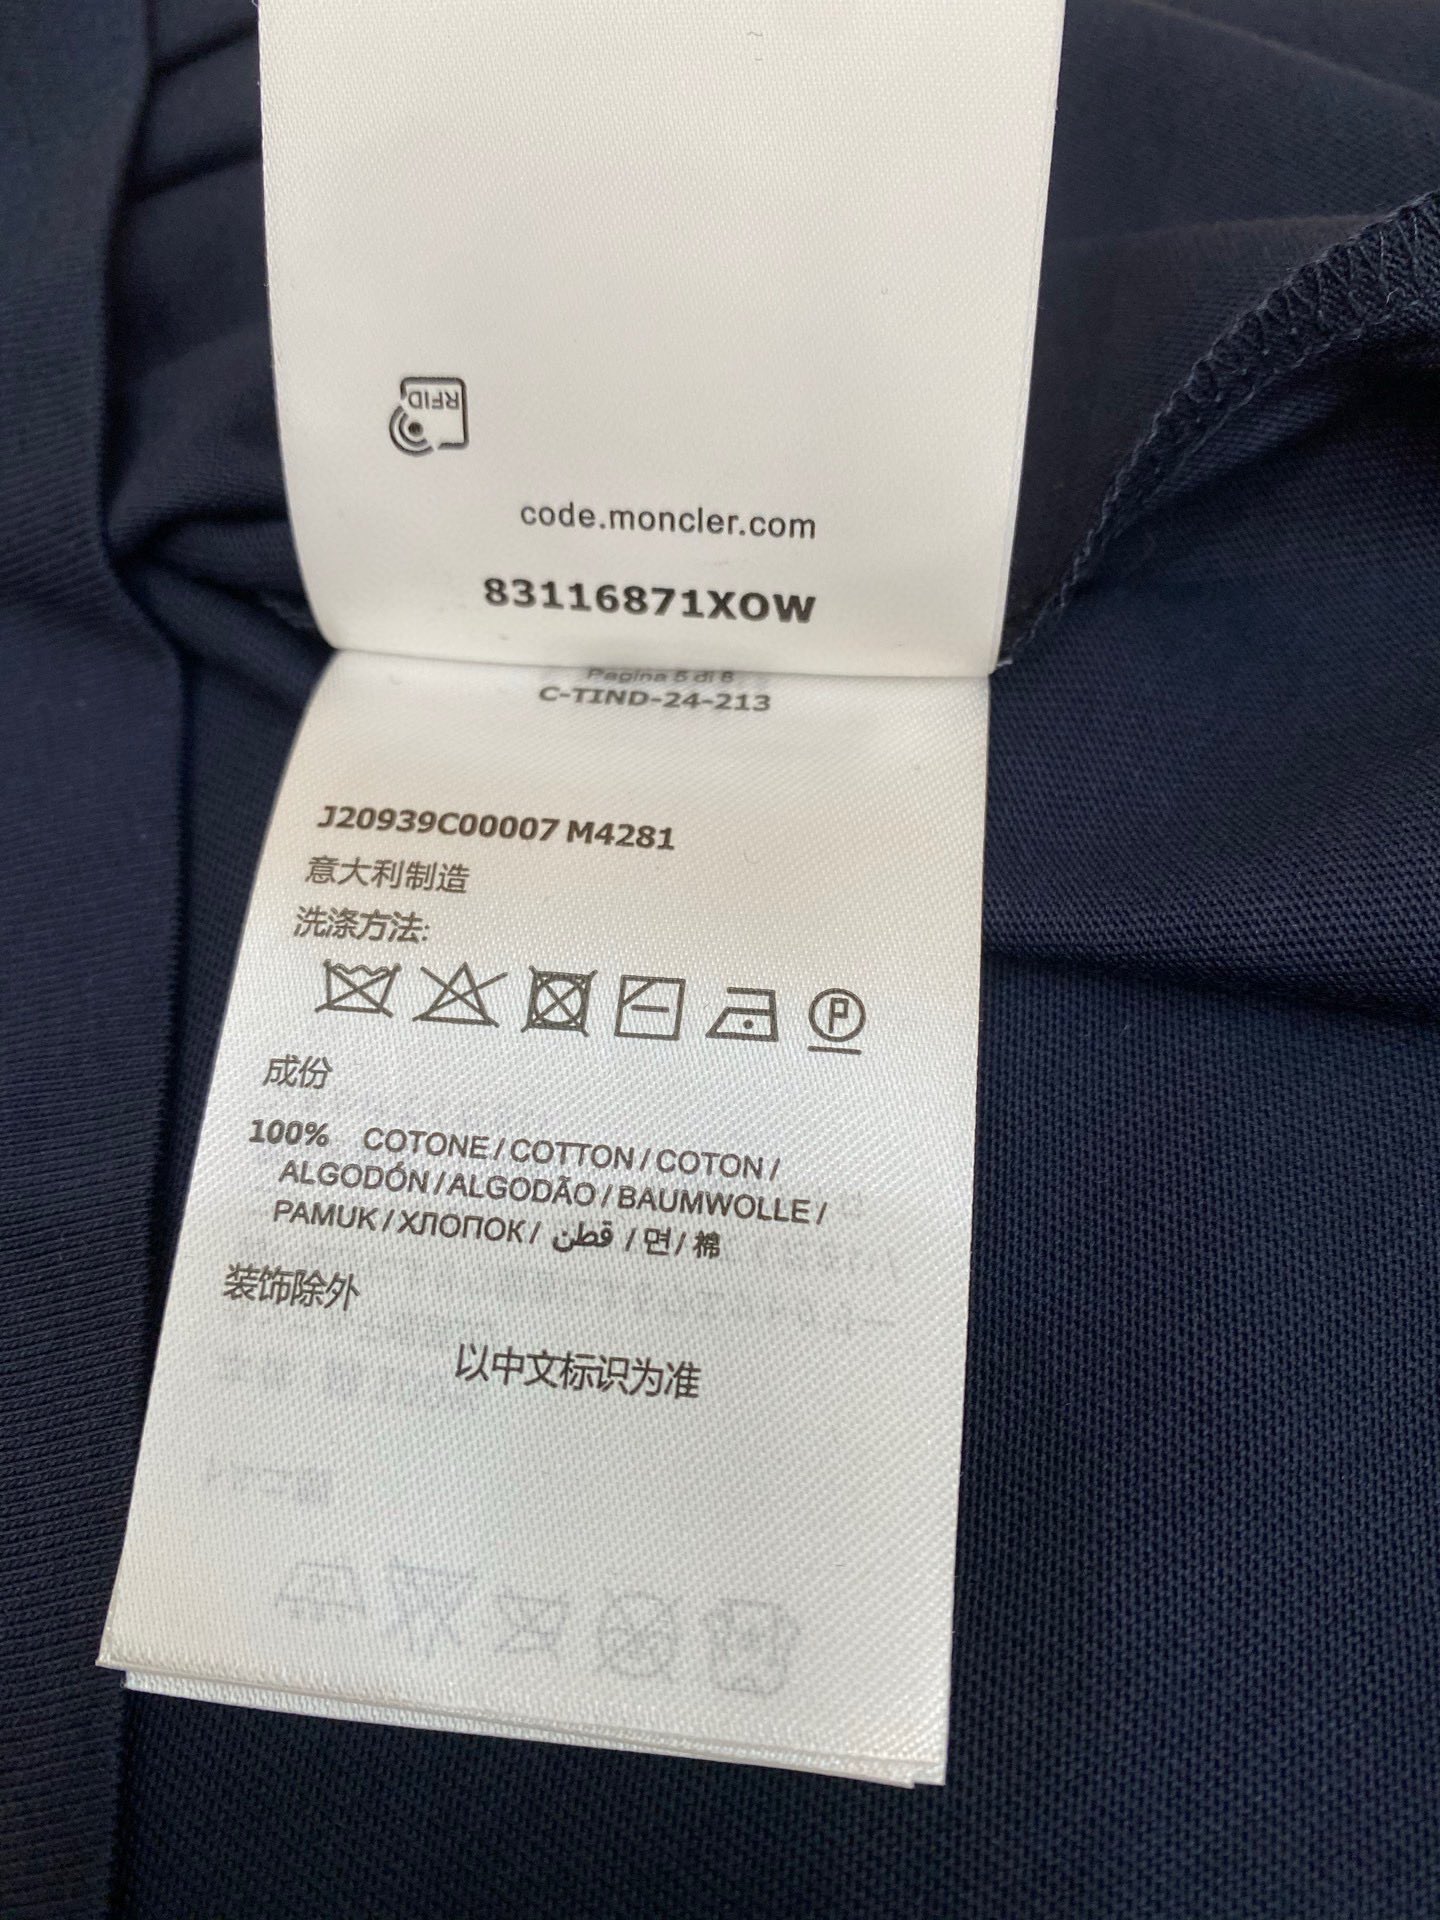 RFID
code.moncler.com
83116871XOW
Pagina 5 di 8
C-TIND-24-213
J20939C00007 M4281
意大利制造
洗涤方法:
P
成份
100% COTONE / COTTON / COTON /
ALGODÓN / ALGODÃO / BAUMWOLLE /
PAMUK / ХЛОПОК / قطن / 면 / 棉
装饰除外
以中文标识为准